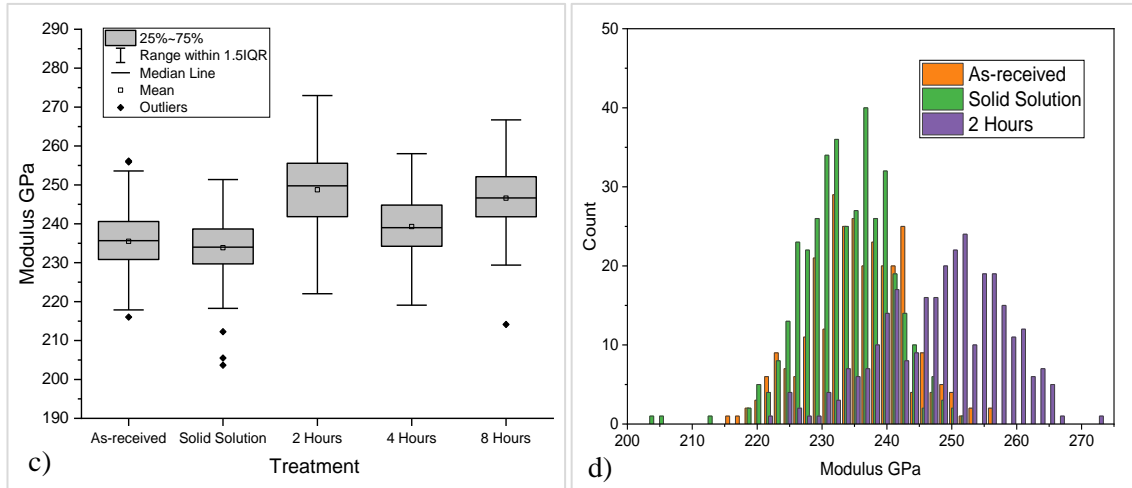 290
280
270
260
250
240
230
220
210
200
190
Modulus GPa
25%~75%
Range within 1.5IQR
Median Line
Mean
Outliers
As-received Solid Solution 2 Hours 4 Hours 8 Hours
Treatment
c)
50
40
30
20
10
0
Count
As-received
Solid Solution
2 Hours
200 210 220 230 240 250 260 270
Modulus GPa
d)